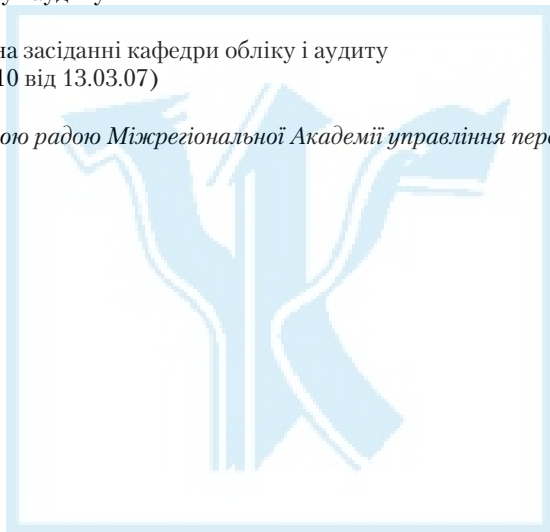 на засіданні кафедри обліку і аудиту
10 від 13.03.07)
ою радою Міжрегіональної Академії управління пер